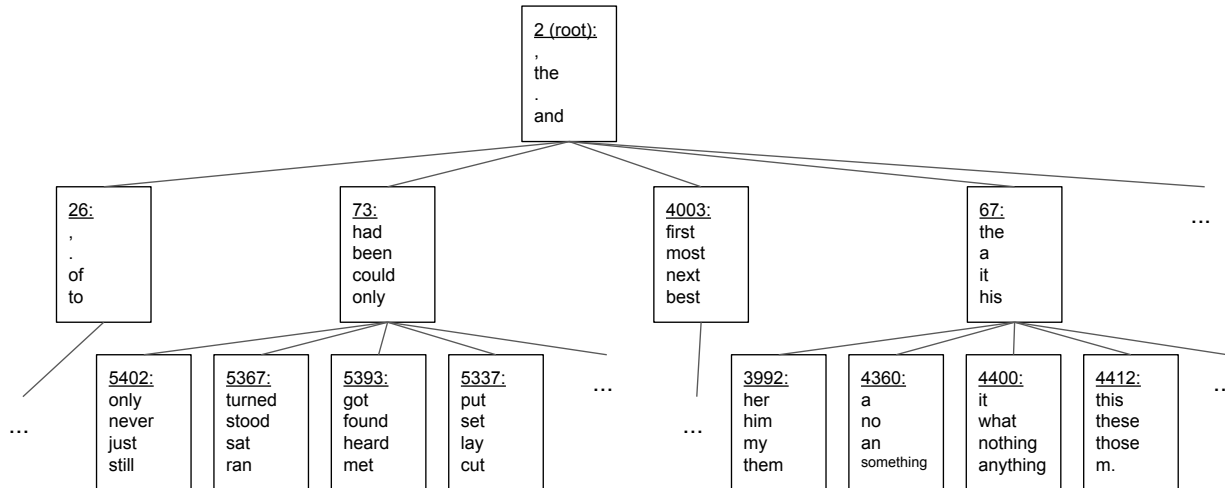 2 (root):
,
the
.
and
26:
,
.
of
to
73:
had
been
could
only
4003:
first
most
next
best
67:
the
a
it
his
...
5402:
only
never
just
still
5367:
turned
stood
sat
ran
5393:
got
found
heard
met
5337:
put
set
lay
cut
...
3992:
her
him
my
them
4360:
a
no
an
something
4400:
it
what
nothing
anything
4412:
this
these
those
m.
...
...
...